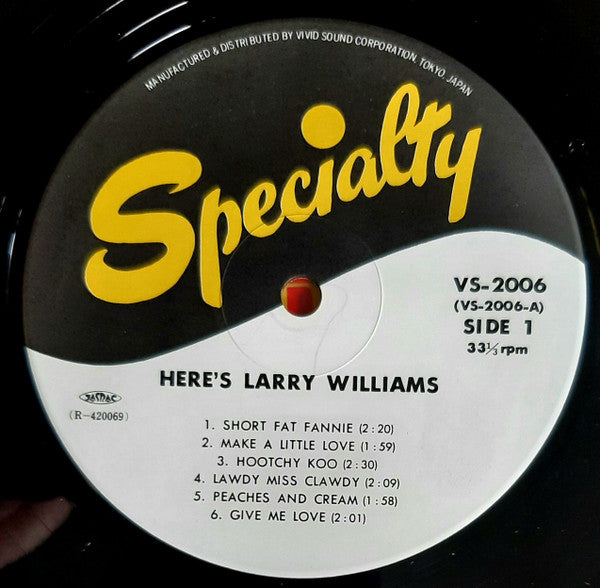 MANUFACTURED & DISTRIBUTED BY VIVID SOUND CORPORATION, TOKYO, JAPAN
Specialty
VS-2006
(VS-2006-A)
SIDE 1
33⅓ rpm
HERE'S LARRY WILLIAMS
JASRAC
(R-420069)
1. SHORT FAT FANNIE (2:20)
2. MAKE A LITTLE LOVE (1:59)
3. HOOTCHY KOO (2:30)
4. LAWDY MISS CLAWDY (2:09)
5. PEACHES AND CREAM (1:58)
6. GIVE ME LOVE (2:01)